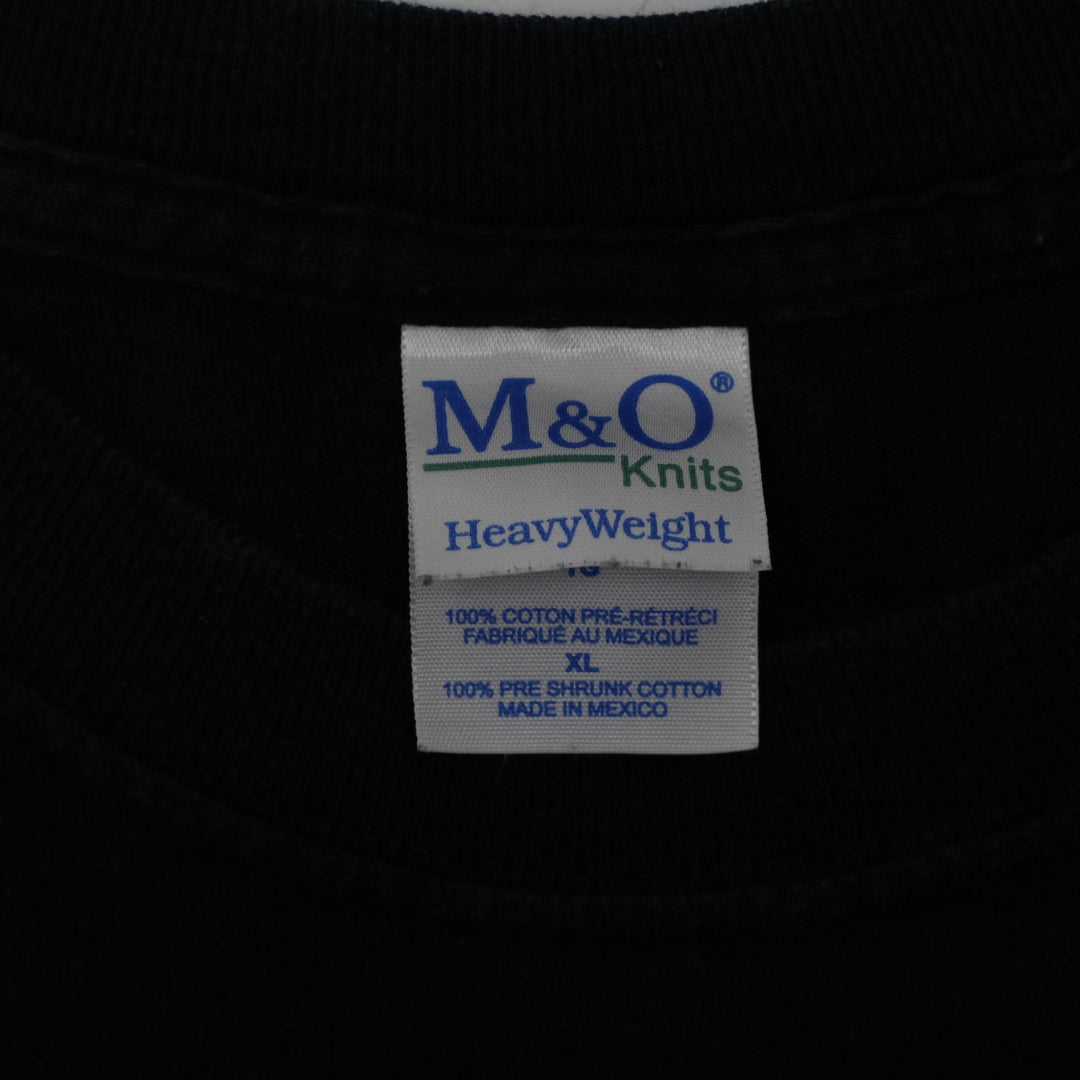 M&O®
Knits
HeavyWeight
100% COTON PRÉ-RÉTRÉCI
FABRIQUÉ AU MEXIQUE
XL
100% PRE SHRUNK COTTON
MADE IN MEXICO